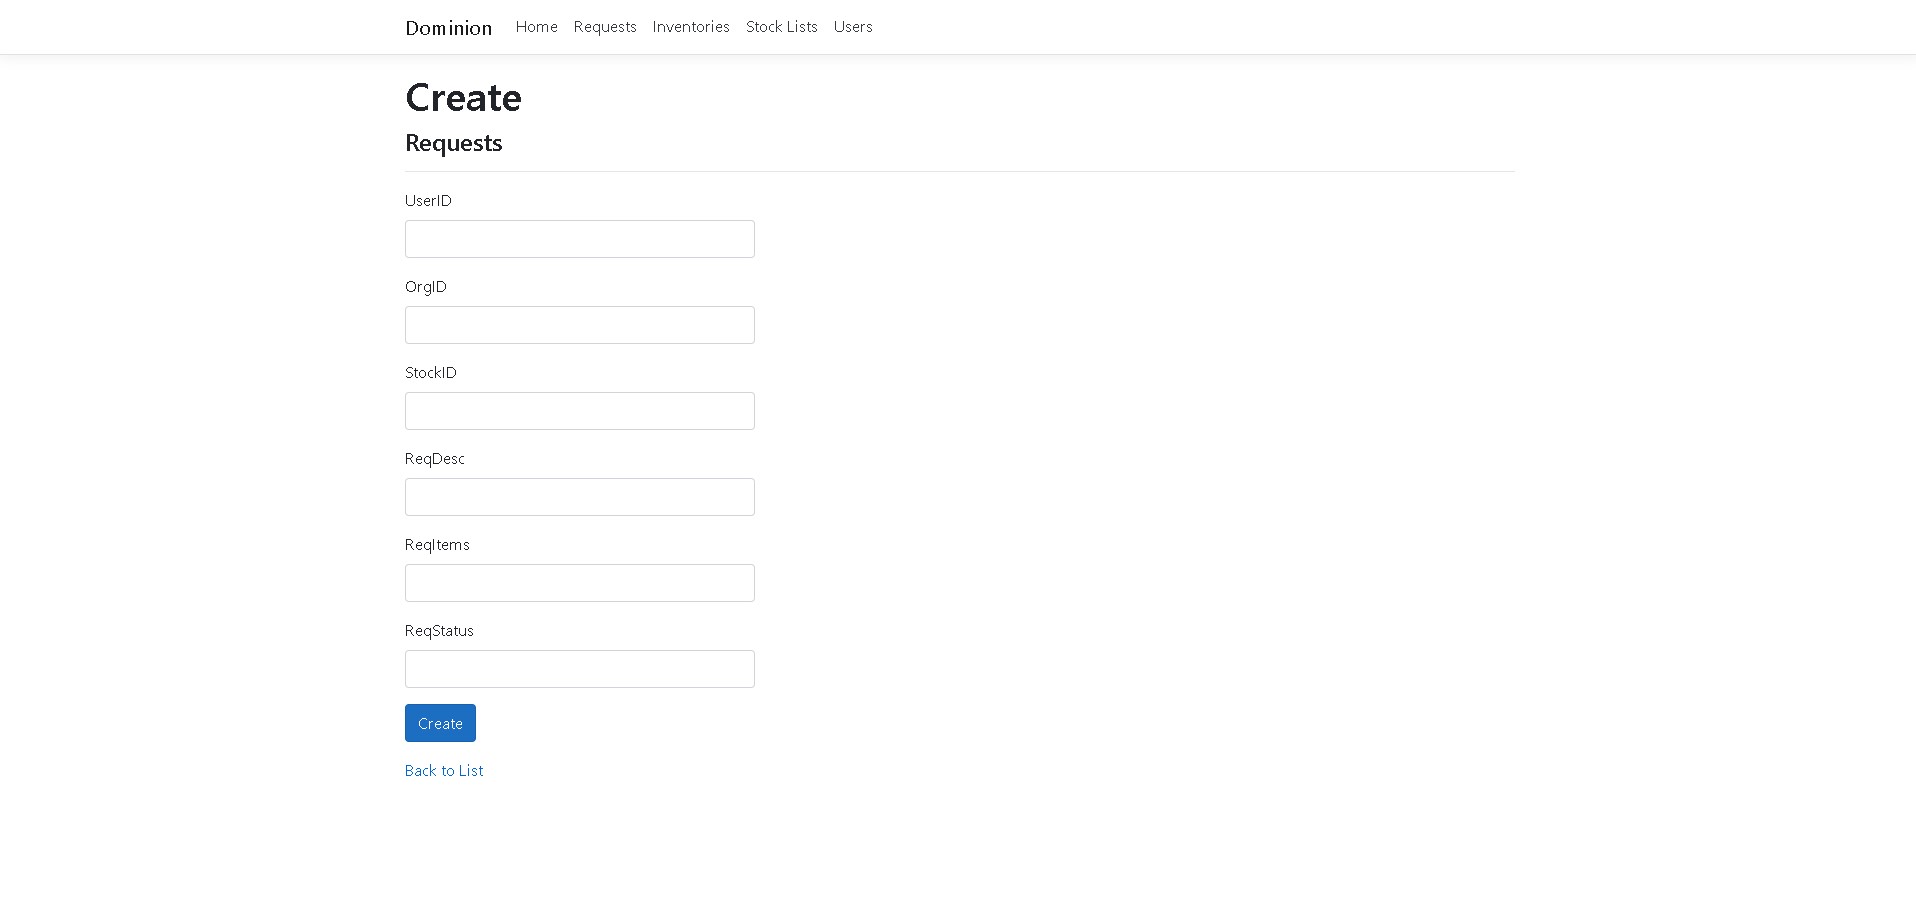 Dominion Home Requests Inventories Stock Lists Users
Create
Requests
UserID
OrgID
StockID
ReqDesc
ReqItems
ReqStatus
Create
Back to List